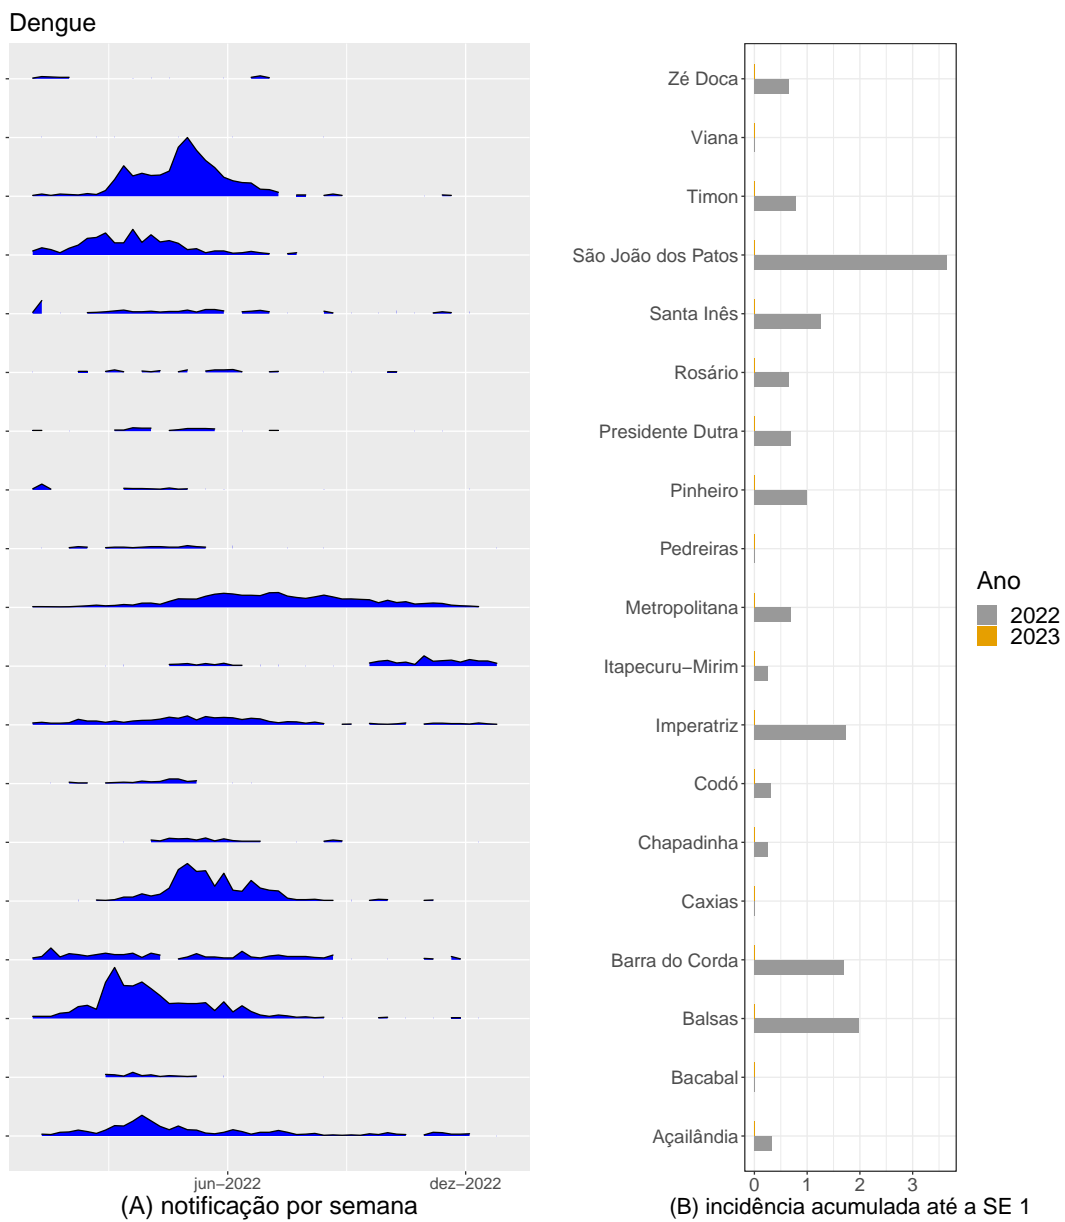 Dengue
Zé Doca
Viana
Timon
São João dos Patos
Santa Inês
Rosário
Presidente Dutra
Pinheiro
Pedreiras
Metropolitana
Itapecuru−Mirim
Imperatriz
Codó
Chapadinha
Caxias
Barra do Corda
Balsas
Bacabal
Açailândia
jun−2022 dez−2022
(A) notificação por semana
0 1 2 3
(B) incidência acumulada até a SE 1
Ano
2022
2023